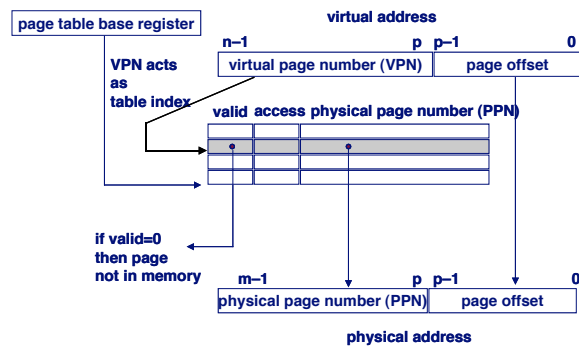 page table base register
virtual address
n–1 p p–1 0
VPN acts
as
table index
virtual page number (VPN) page offset
valid access physical page number (PPN)
if valid=0
then page
not in memory
m–1 p p–1 0
physical page number (PPN) page offset
physical address